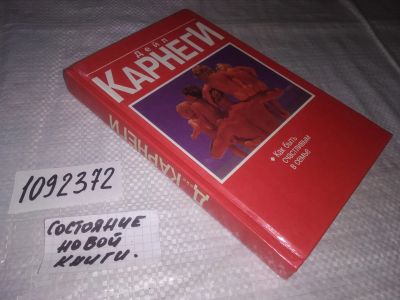 ДЕЙЛ
КАРНЕГИ
• Как быть
счастливым
в семье
Д. КАРНЕГИ
1092372
СОСТОЯНИЕ
НОВОЙ
КНИГИ.